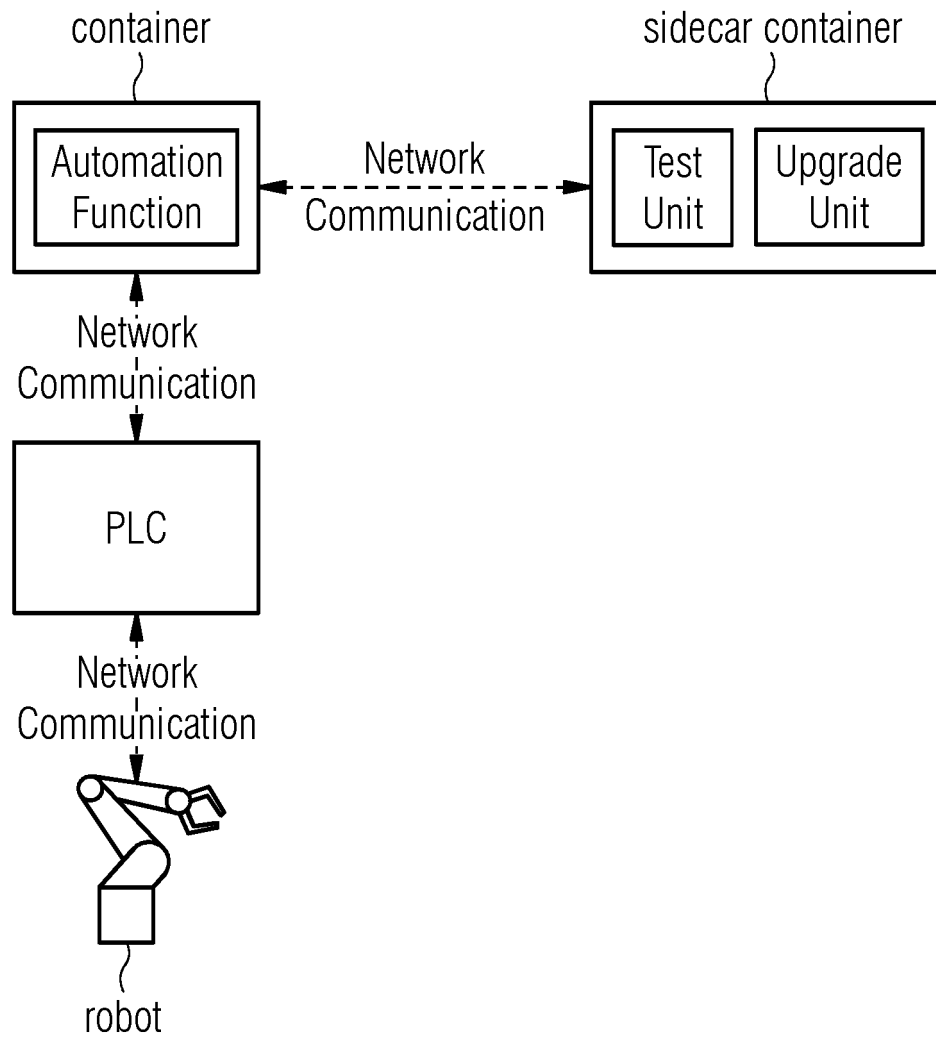 container
sidecar container
Automation
Function
Network
Communication
Test
Unit
Upgrade
Unit
Network
Communication
PLC
Network
Communication
robot